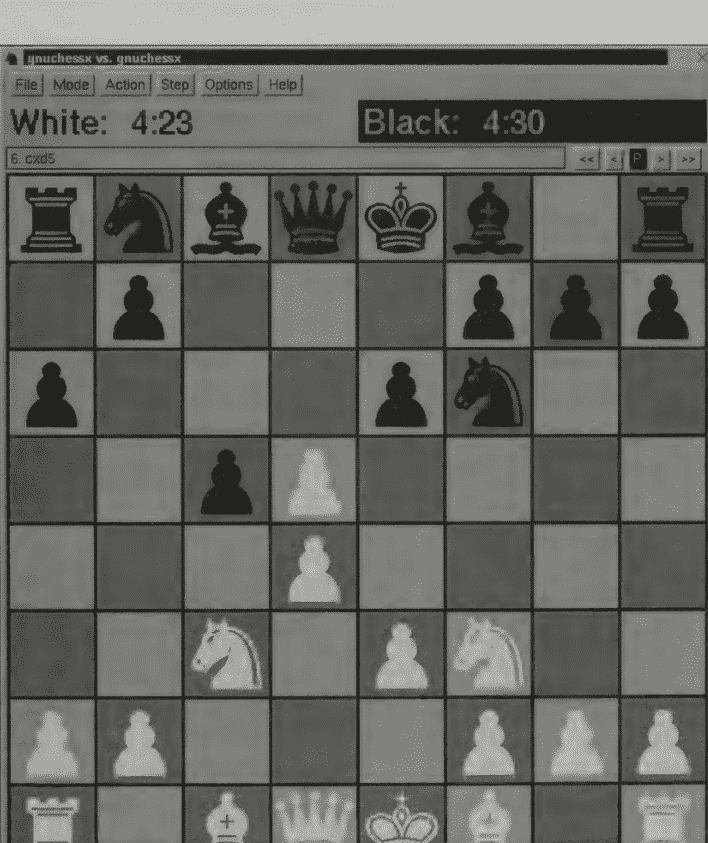 gnuchessx vs. gnuchessx
File Mode Action Step Options Help
White: 4:23 Black: 4:30
6. cxd5 << < P > >>